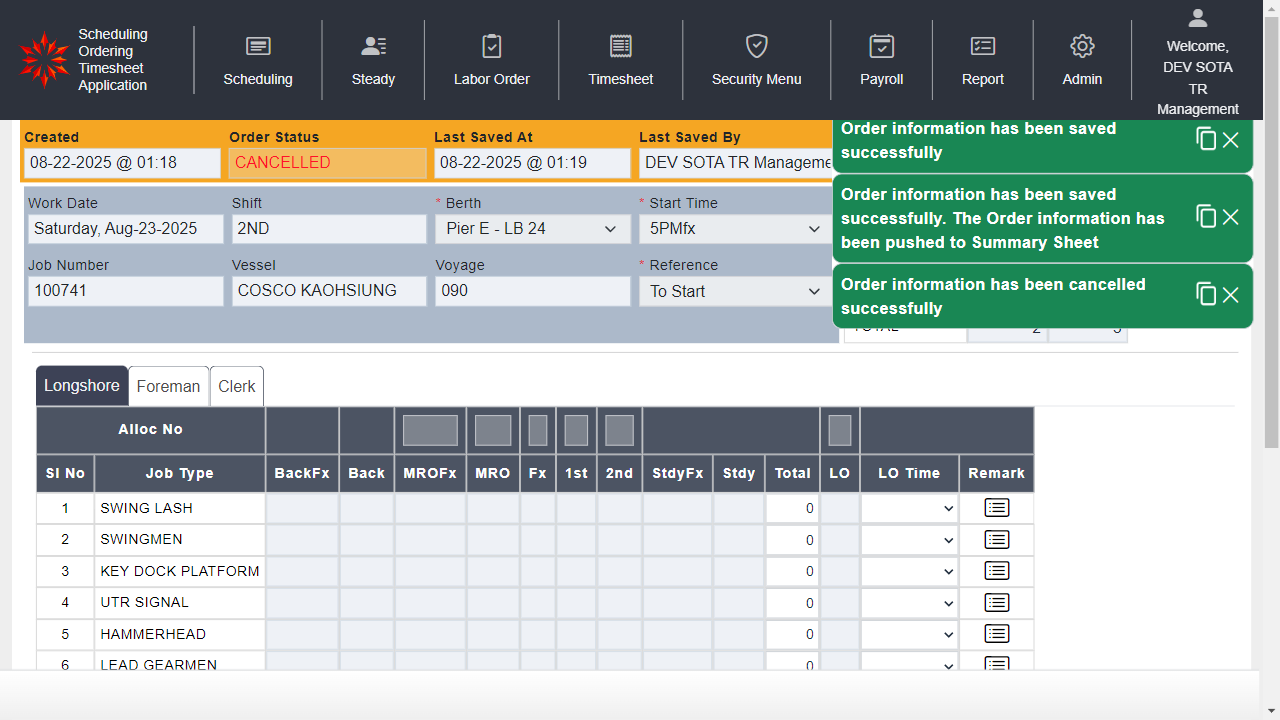 Scheduling
Ordering
Timesheet
Application
Scheduling
Steady
Labor Order
Timesheet
Security Menu
Payroll
Report
Admin
Welcome,
DEV SOTA
TR
Management
Created
Order Status
Last Saved At
Last Saved By
08-22-2025 @ 01:18
CANCELLED
08-22-2025 @ 01:19
DEV SOTA TR Manageme
Order information has been saved
successfully
Order information has been saved
successfully. The Order information has
been pushed to Summary Sheet
Order information has been cancelled
successfully
Work Date
Shift
* Berth
* Start Time
Saturday, Aug-23-2025
2ND
Pier E - LB 24
5PMfx
Job Number
Vessel
Voyage
* Reference
100741
COSCO KAOHSIUNG
090
To Start
TOTAL 2
Longshore Foreman Clerk
Alloc No
SI No Job Type BackFx Back MROFx MRO Fx 1st 2nd StdyFx Stdy Total LO LO Time Remark
1 SWING LASH 0
2 SWINGMEN 0
3 KEY DOCK PLATFORM 0
4 UTR SIGNAL 0
5 HAMMERHEAD 0
6 LEAD GEARMEN 0